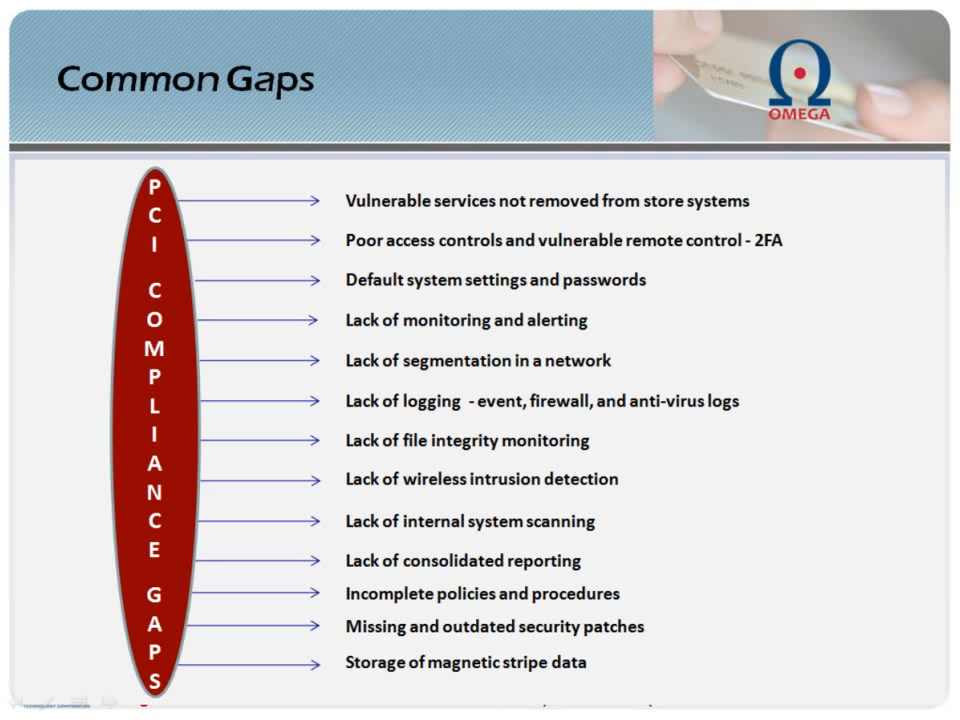 Common Gaps
OMEGA
PCI COMPLIANCE GAPS
Vulnerable services not removed from store systems
Poor access controls and vulnerable remote control - 2FA
Default system settings and passwords
Lack of monitoring and alerting
Lack of segmentation in a network
Lack of logging - event, firewall, and anti-virus logs
Lack of file integrity monitoring
Lack of wireless intrusion detection
Lack of internal system scanning
Lack of consolidated reporting
Incomplete policies and procedures
Missing and outdated security patches
Storage of magnetic stripe data